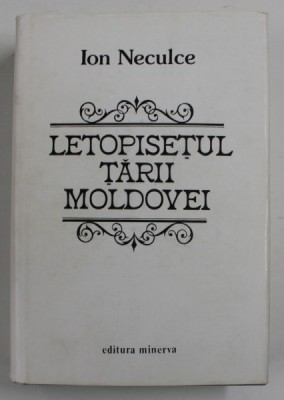 Ion Neculce
LETOPISEȚUL
ȚĂRII
MOLDOVEI
editura minerva